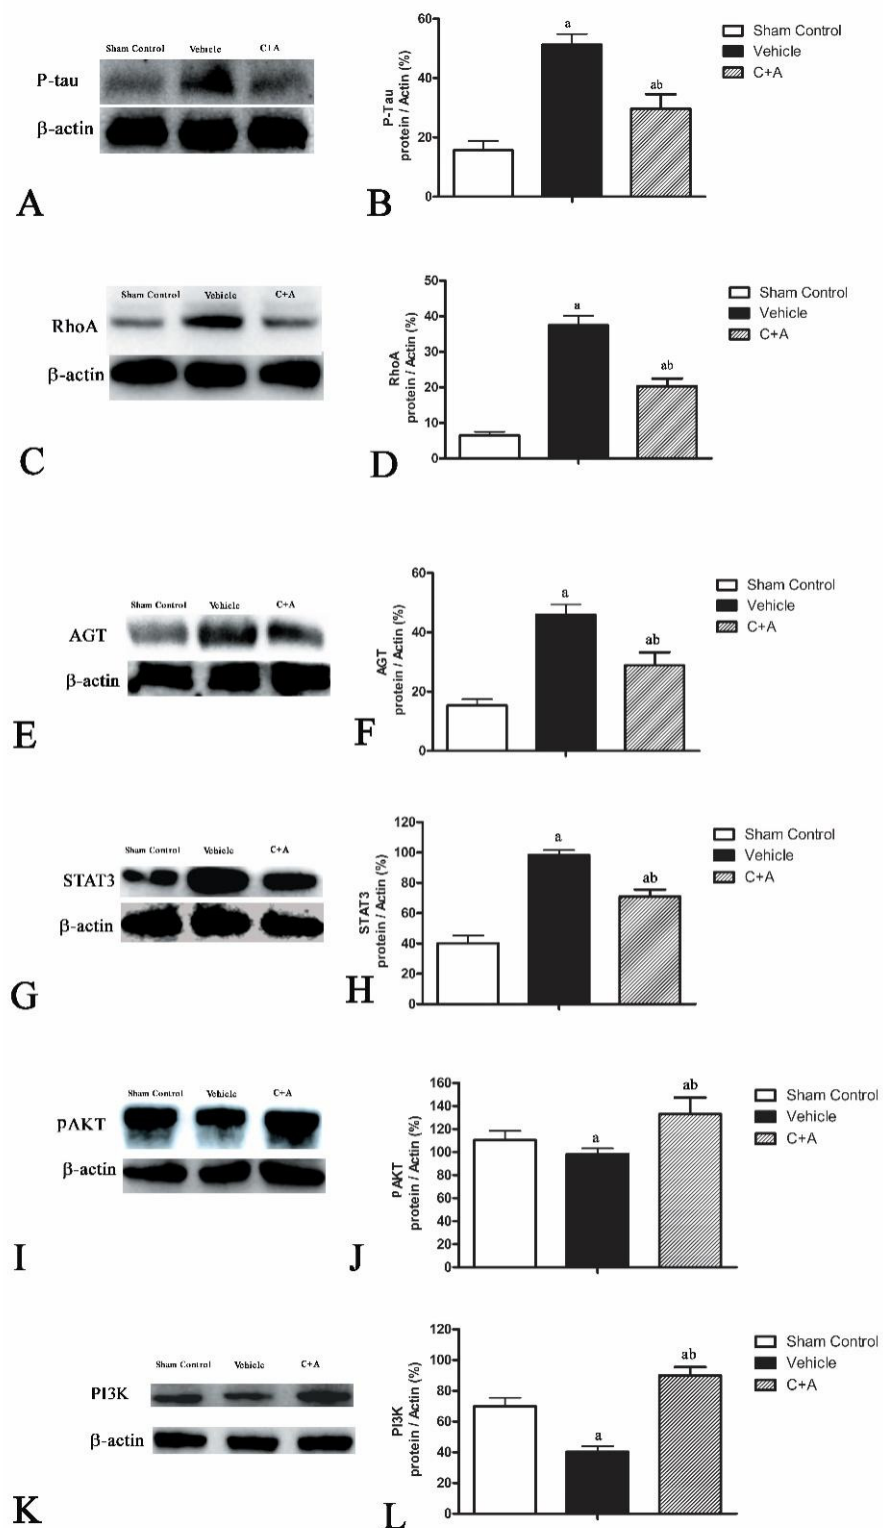 Sham Control Vehicle C+A
P-tau
β-actin
A
P-Tau
protein / Actin (%)
60
40
20
0
a
ab
Sham Control
Vehicle
C+A
B
Sham Control Vehicle C+A
RhoA
β-actin
C
RhoA
protein / Actin (%)
50
40
30
20
10
0
a
ab
Sham Control
Vehicle
C+A
D
Sham Control Vehicle C+A
AGT
β-actin
E
AGT
protein / Actin (%)
60
40
20
0
a
ab
Sham Control
Vehicle
C+A
F
Sham Control Vehicle C+A
STAT3
β-actin
G
STAT3
protein / Actin (%)
120
100
80
60
40
20
0
a
ab
Sham Control
Vehicle
C+A
H
Sham Control Vehicle C+A
pAKT
β-actin
I
pAKT
protein / Actin (%)
160
140
120
100
80
60
40
20
0
a
ab
Sham Control
Vehicle
C+A
J
Sham Control Vehicle C+A
PI3K
β-actin
K
PI3K
protein / Actin (%)
120
100
80
60
40
20
0
a
ab
Sham Control
Vehicle
C+A
L